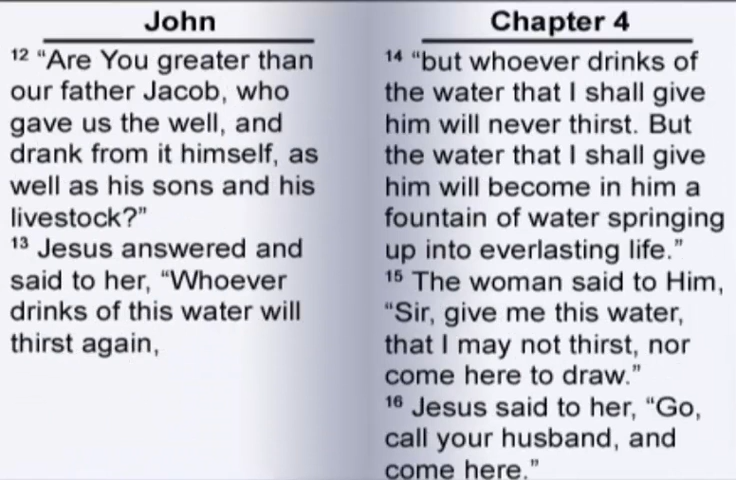 John
¹² “Are You greater than
our father Jacob, who
gave us the well, and
drank from it himself, as
well as his sons and his
livestock?”
¹³ Jesus answered and
said to her, “Whoever
drinks of this water will
thirst again,
Chapter 4
¹⁴ “but whoever drinks of
the water that I shall give
him will never thirst. But
the water that I shall give
him will become in him a
fountain of water springing
up into everlasting life.”
¹⁵ The woman said to Him,
“Sir, give me this water,
that I may not thirst, nor
come here to draw.”
¹⁶ Jesus said to her, “Go,
call your husband, and
come here.”